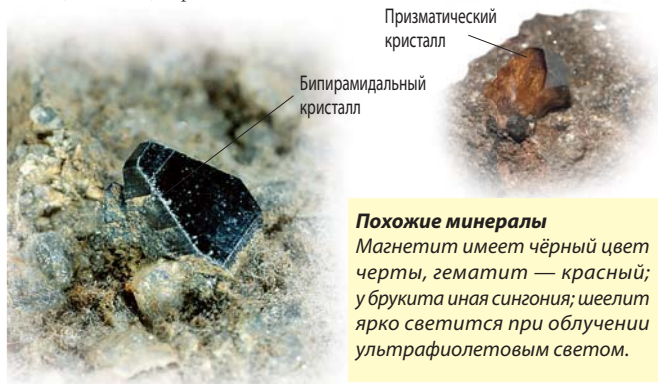 Призматический
кристалл
Бипирамидальный
кристалл
Похожие минералы
Магнетит имеет чёрный цвет
черты, гематит — красный;
у брукита иная сингония; шеелит
ярко светится при облучении
ультрафиолетовым светом.